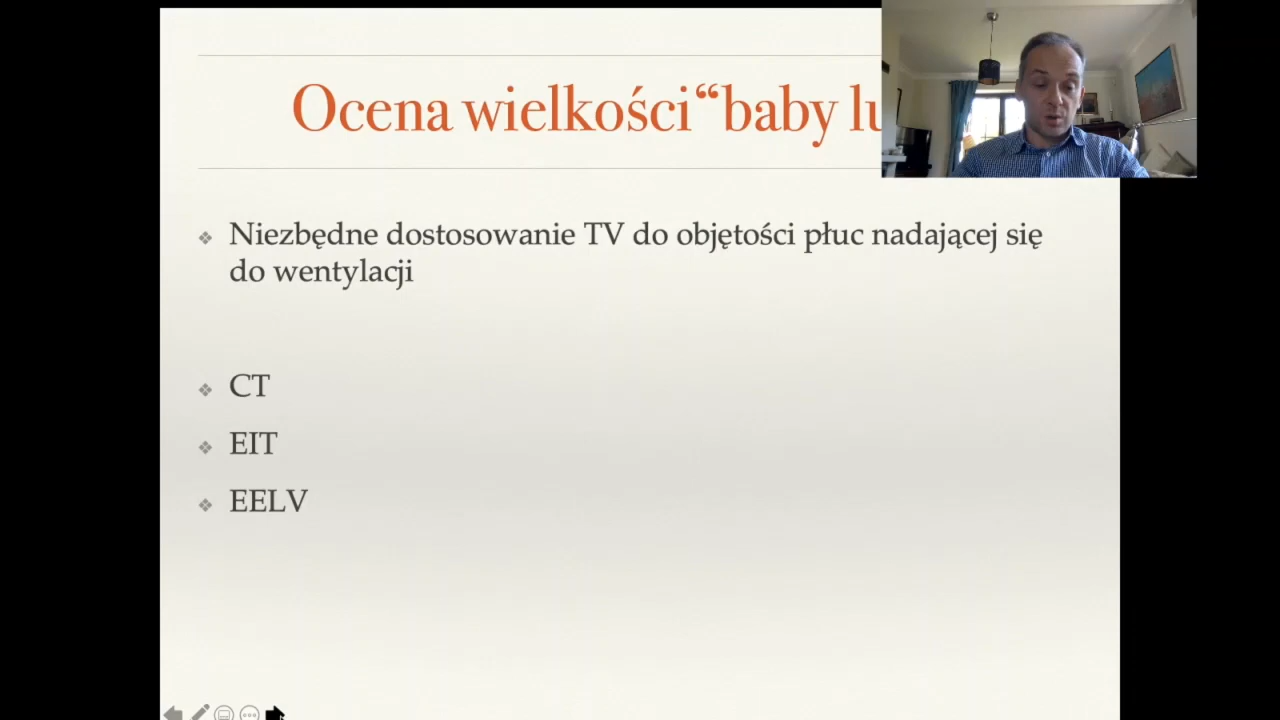 Ocena wielkości“baby lu
Niezbędne dostosowanie TV do objętości płuc nadającej się
do wentylacji
CT
EIT
EELV